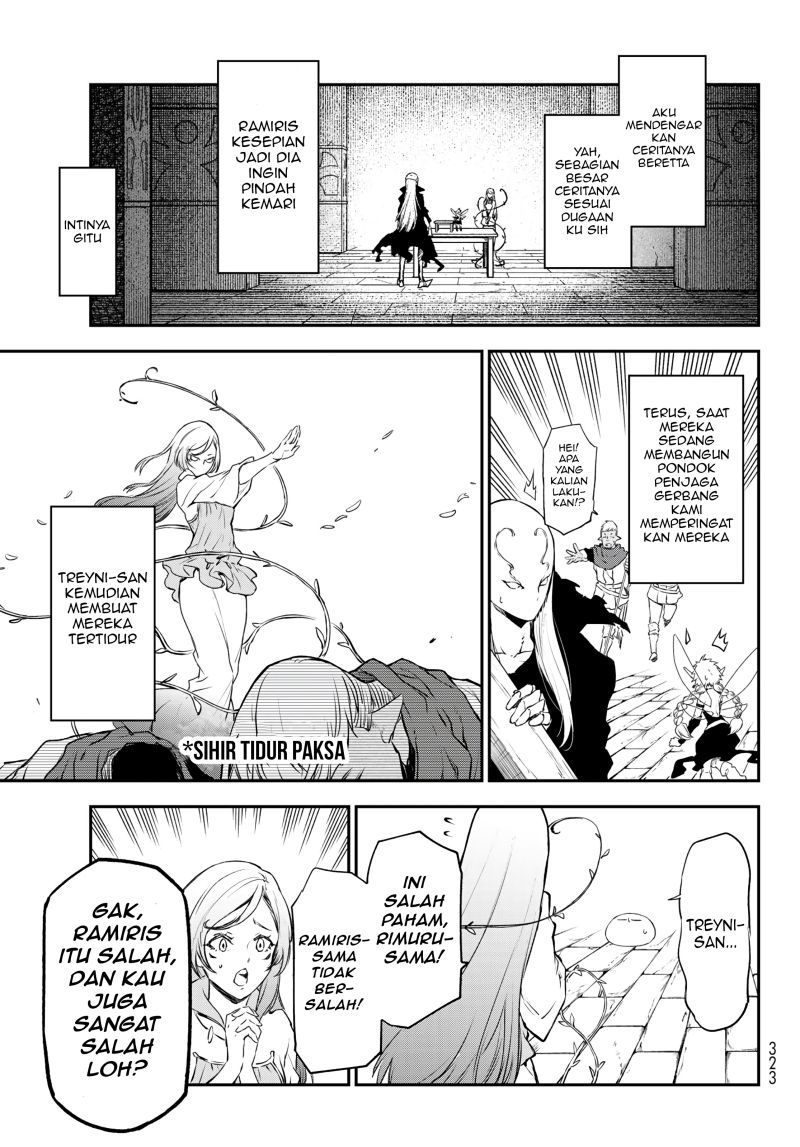 AKU
MENDENGAR
KAN
CERITANYA
BERETTA
YAH,
SEBAGIAN
BESAR
CERITANYA
SESUAI
DUGAAN
KU SIH
RAMIRIS
KESEPIAN
JADI DIA
INGIN
PINDAH
KEMARI
INTINYA
GITU
TERUS, SAAT
MEREKA
SEDANG
MEMBANGUN
PONDOK
PENJAGA
GERBANG
KAMI
MEMPERINGAT
KAN MEREKA
HEI!
APA
YANG
KALIAN
LAKU-
KAN!?
TREYNI-SAN
KEMUDIAN
MEMBUAT
MEREKA
TERTIDUR
*SIHIR TIDUR PAKSA
TREYNI-
SAN...
INI
SALAH
PAHAM,
RIMURU-
SAMA!
RAMIRIS-
SAMA
TIDAK
BER-
SALAH!
GAK,
RAMIRIS
ITU SALAH,
DAN KAU
JUGA
SANGAT
SALAH
LOH?
323